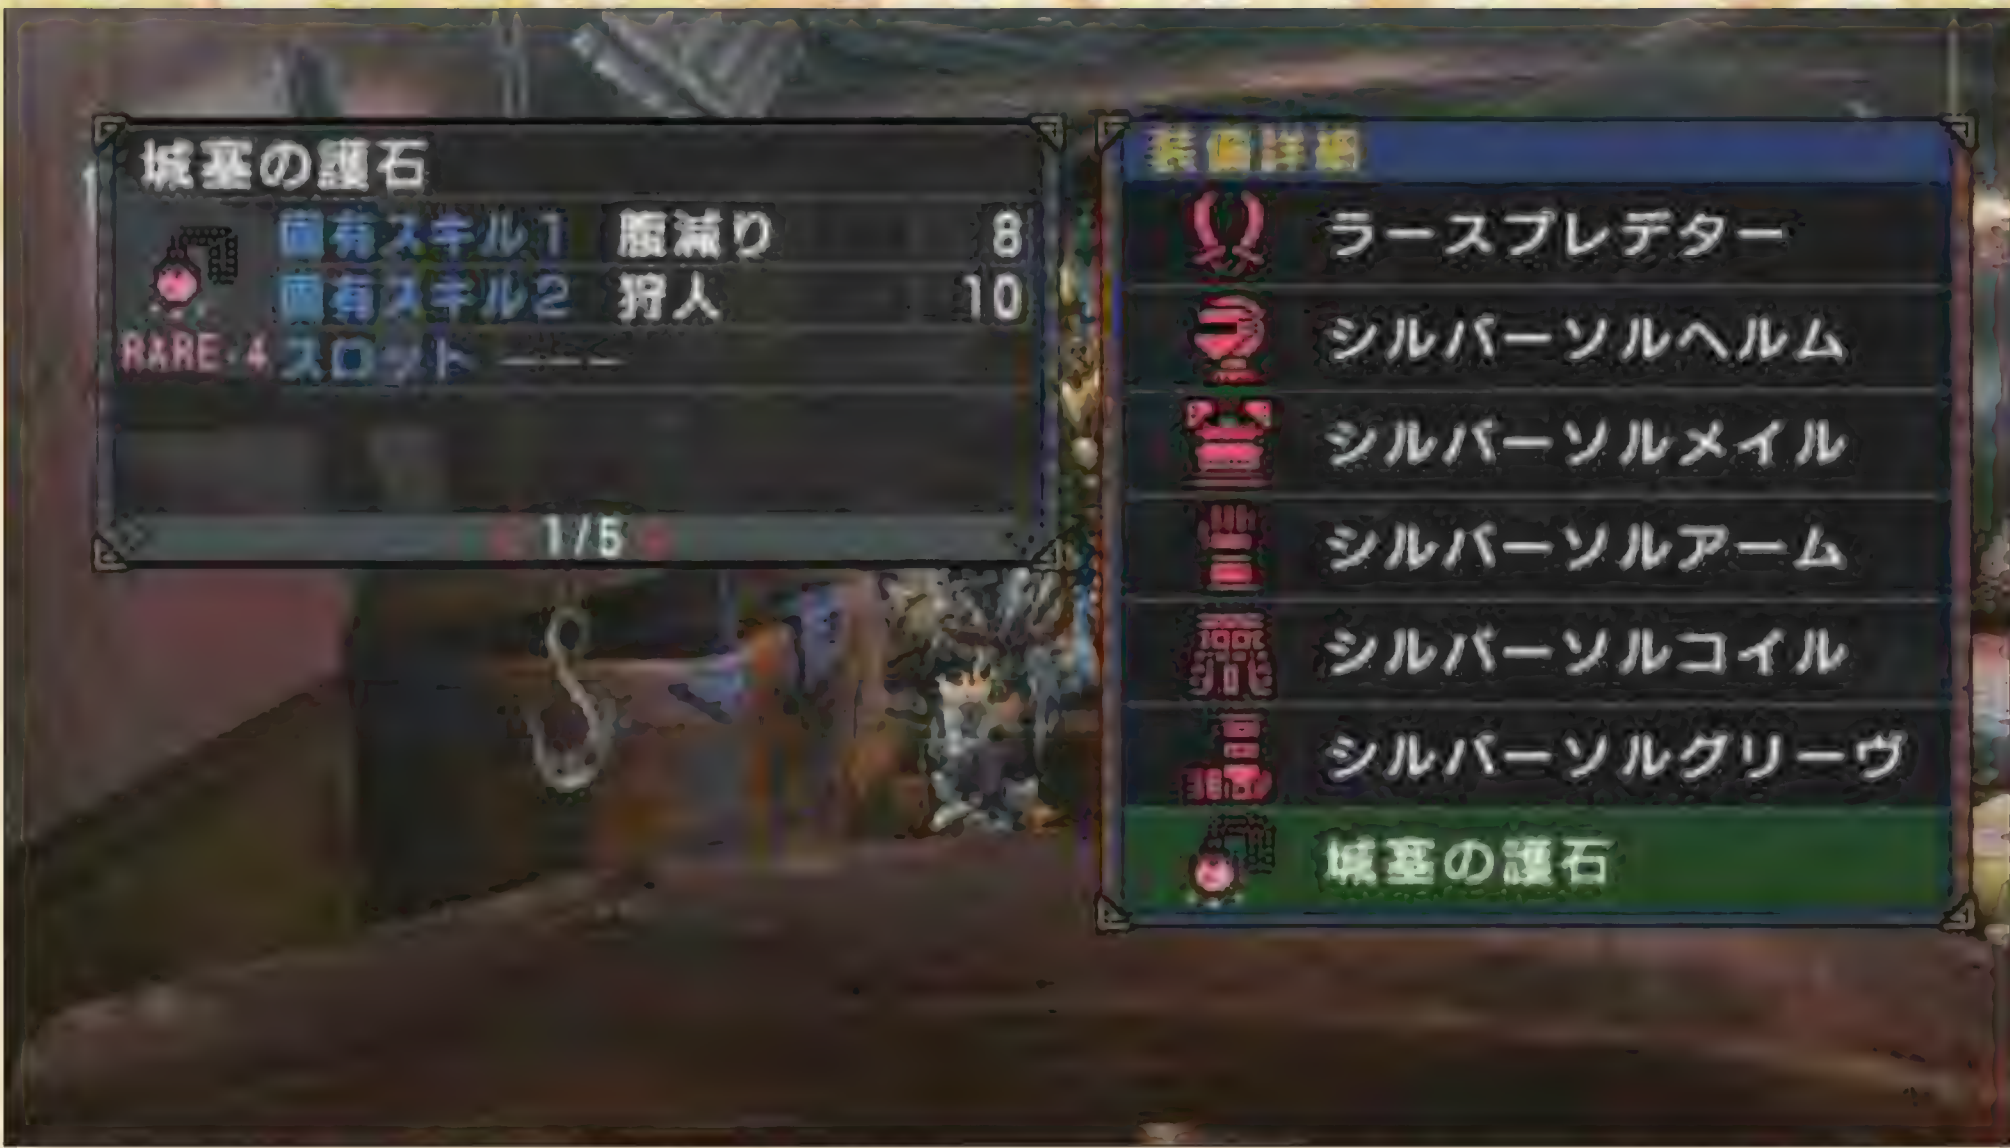 城塞の護石
固有スキル1 腹減り 8
固有スキル2 狩人 10
RARE-4 スロット ---
1/5
装備詳細
ラースプレデター
シルバーソルヘルム
シルバーソルメイル
シルバーソルアーム
シルバーソルコイル
シルバーソルグリーヴ
城塞の護石